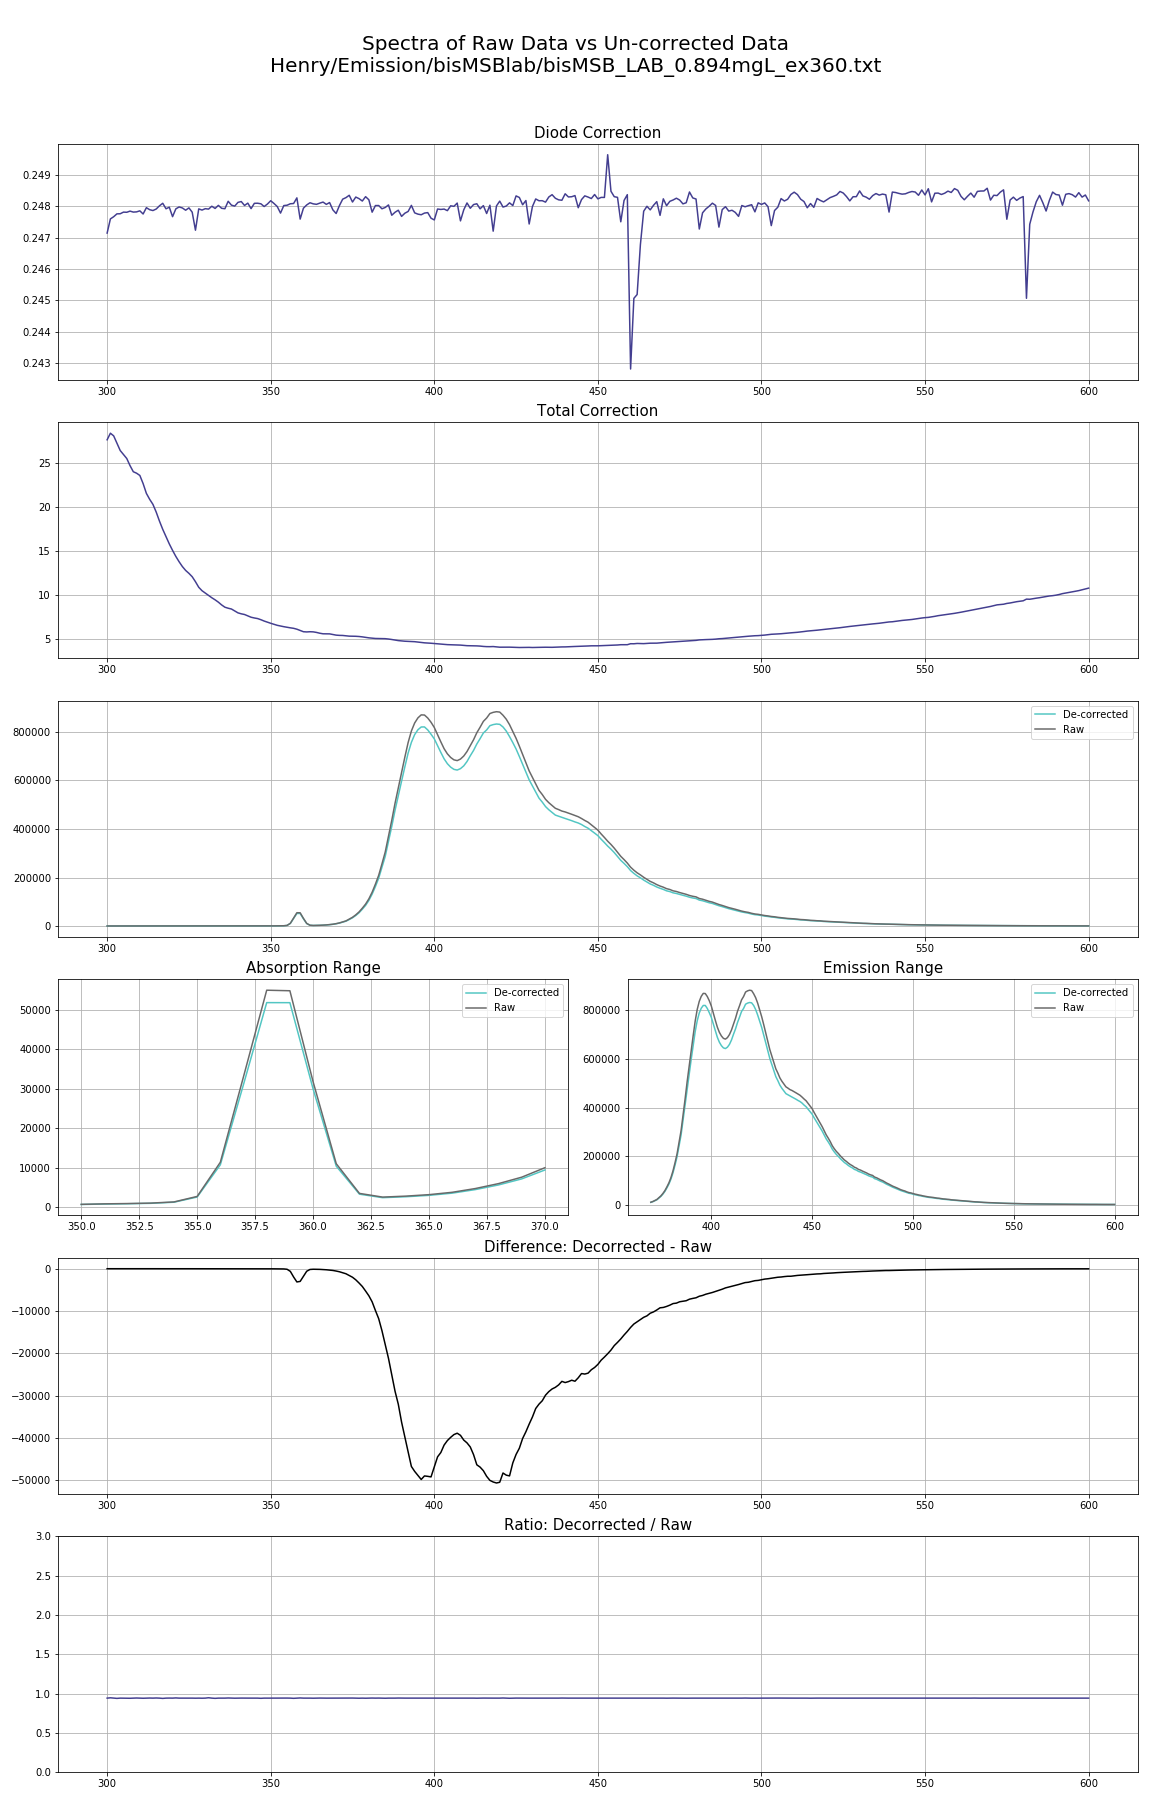 Spectra of Raw Data vs Un-corrected Data
Henry/Emission/bisMSBlab/bisMSB_LAB_0.894mgL_ex360.txt
Diode Correction
0.249
0.248
0.247
0.246
0.245
0.244
0.243
300 350 400 450 500 550 600
Total Correction
25
20
15
10
5
300 350 400 450 500 550 600
De-corrected
Raw
800000
600000
400000
200000
0
300 350 400 450 500 550 600
Absorption Range
De-corrected
Raw
50000
40000
30000
20000
10000
0
350.0 352.5 355.0 357.5 360.0 362.5 365.0 367.5 370.0
Emission Range
De-corrected
Raw
800000
600000
400000
200000
0
400 450 500 550 600
Difference: Decorrected - Raw
0
−10000
−20000
−30000
−40000
−50000
300 350 400 450 500 550 600
Ratio: Decorrected / Raw
3.0
2.5
2.0
1.5
1.0
0.5
0.0
300 350 400 450 500 550 600